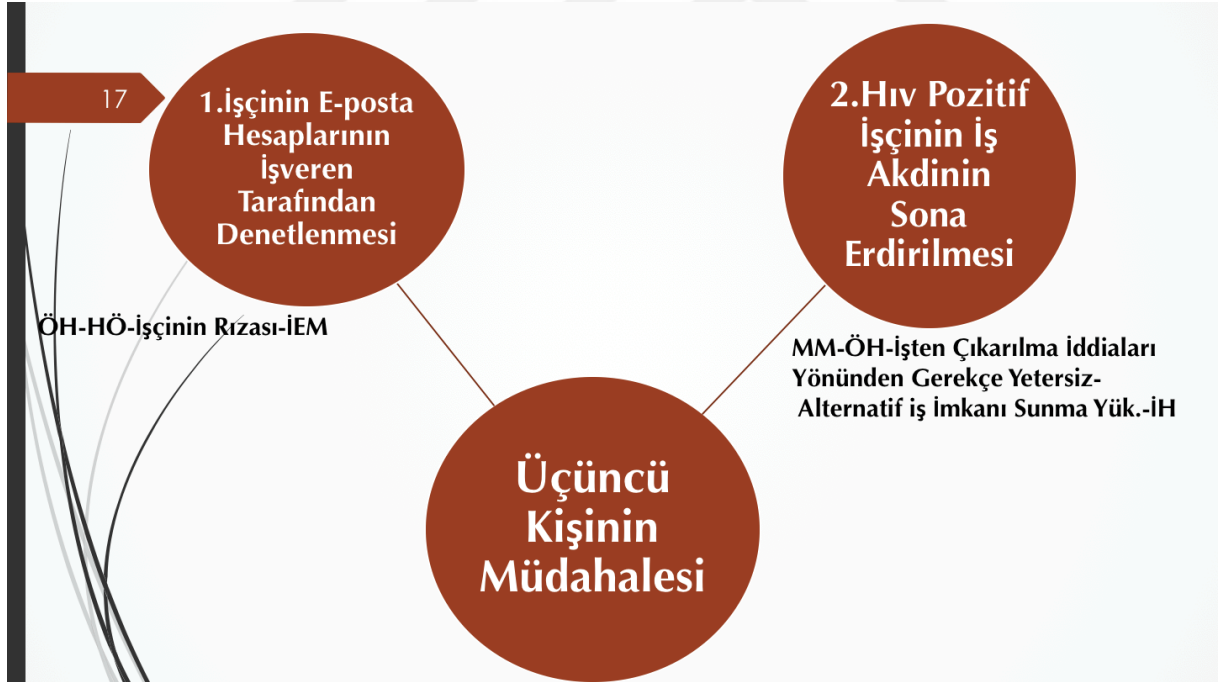 17
1.İşçinin E-posta
Hesaplarının
İşveren
Tarafından
Denetlenmesi
2.Hıv Pozitif
İşçinin İş
Akdinin
Sona
Erdirilmesi
ÖH-HÖ-İşçinin Rızası-İEM
MM-ÖH-İşten Çıkarılma İddiaları
Yönünden Gerekçe Yetersiz-
Alternatif iş İmkanı Sunma Yük.-İH
Üçüncü
Kişinin
Müdahalesi